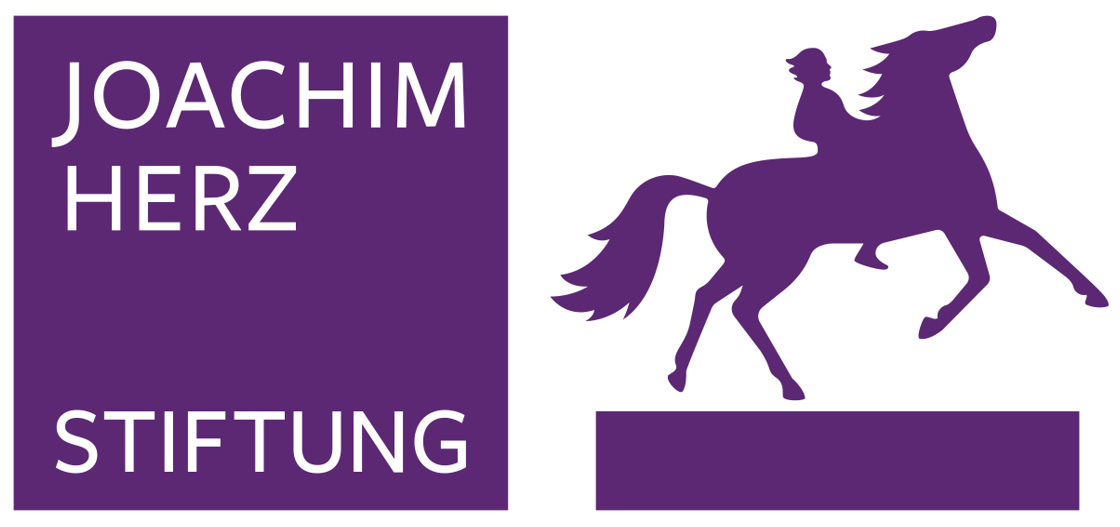 JOACHIM
HERZ
STIFTUNG